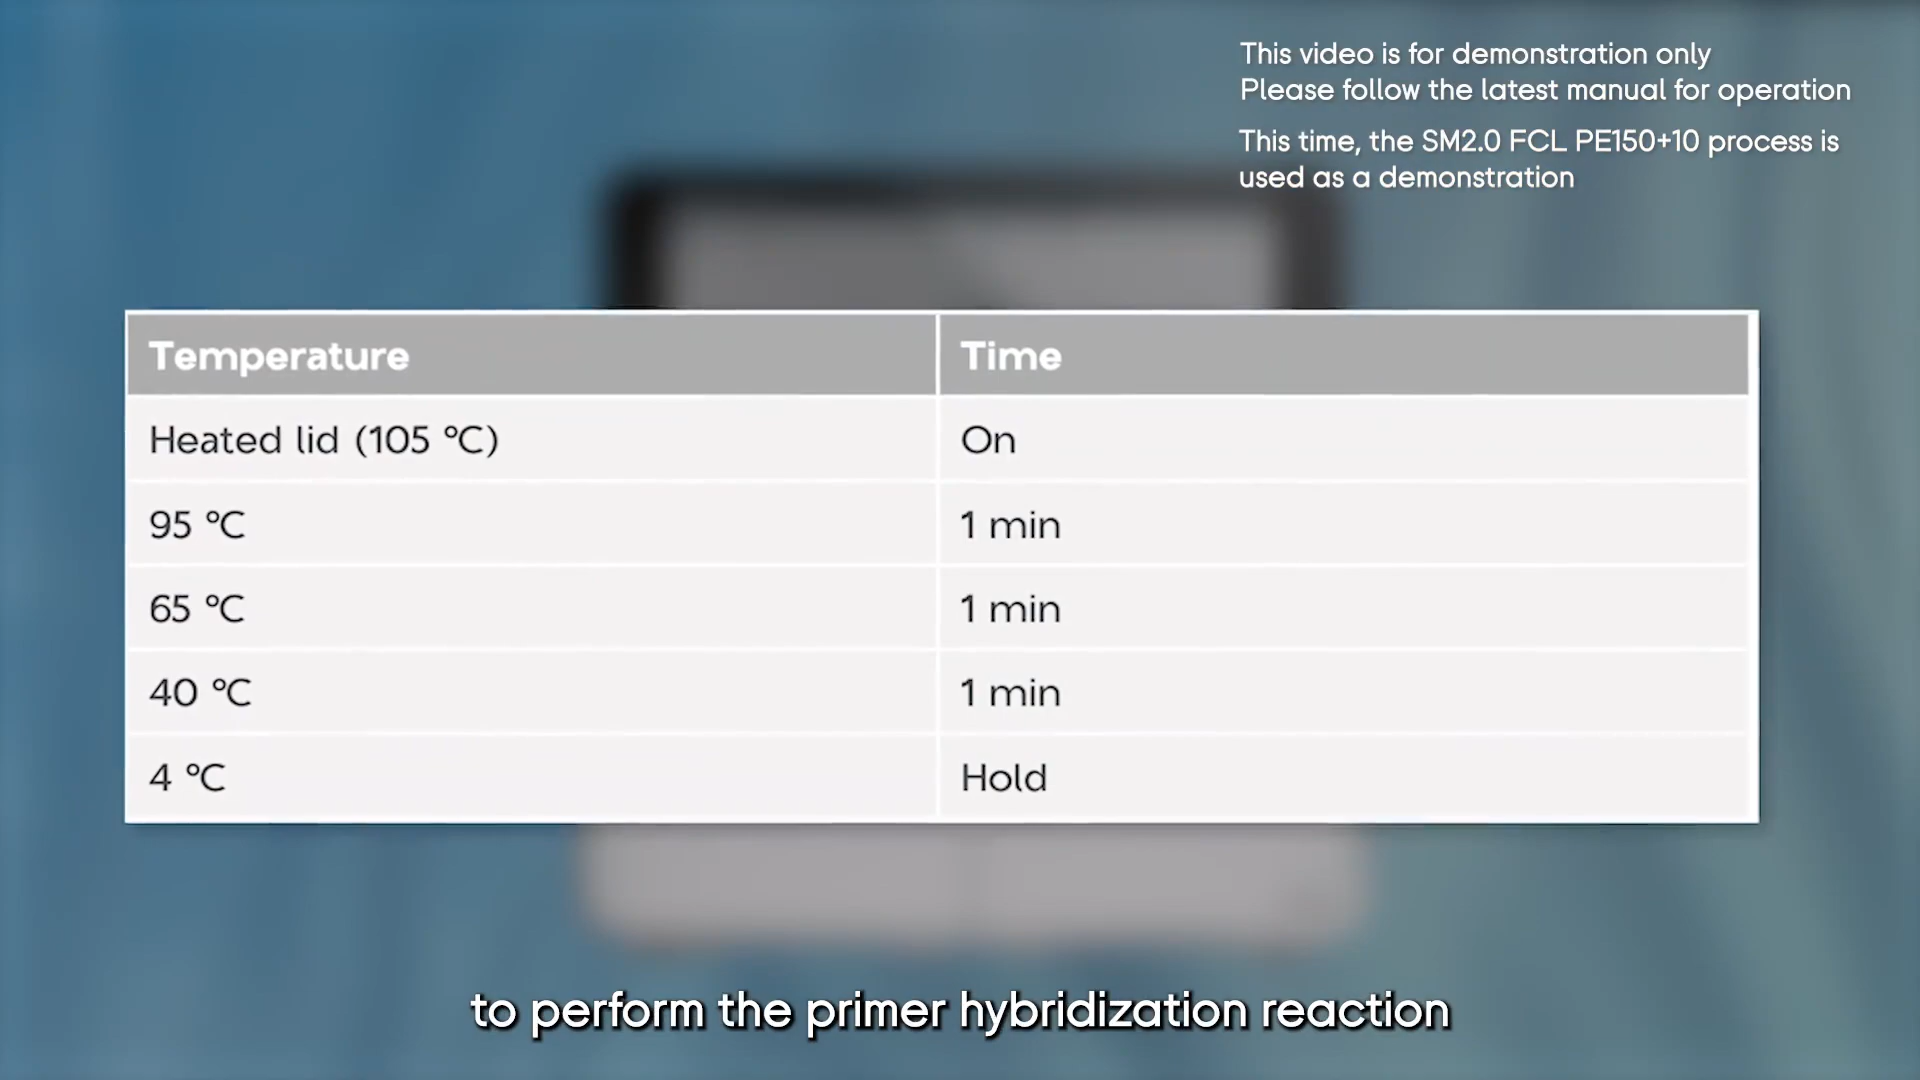 This video is for demonstration only
Please follow the latest manual for operation
This time, the SM2.0 FCL PE150+10 process is
used as a demonstration
Temperature Time
Heated lid (105 °C) On
95 °C 1 min
65 °C 1 min
40 °C 1 min
4 °C Hold
to perform the primer hybridization reaction